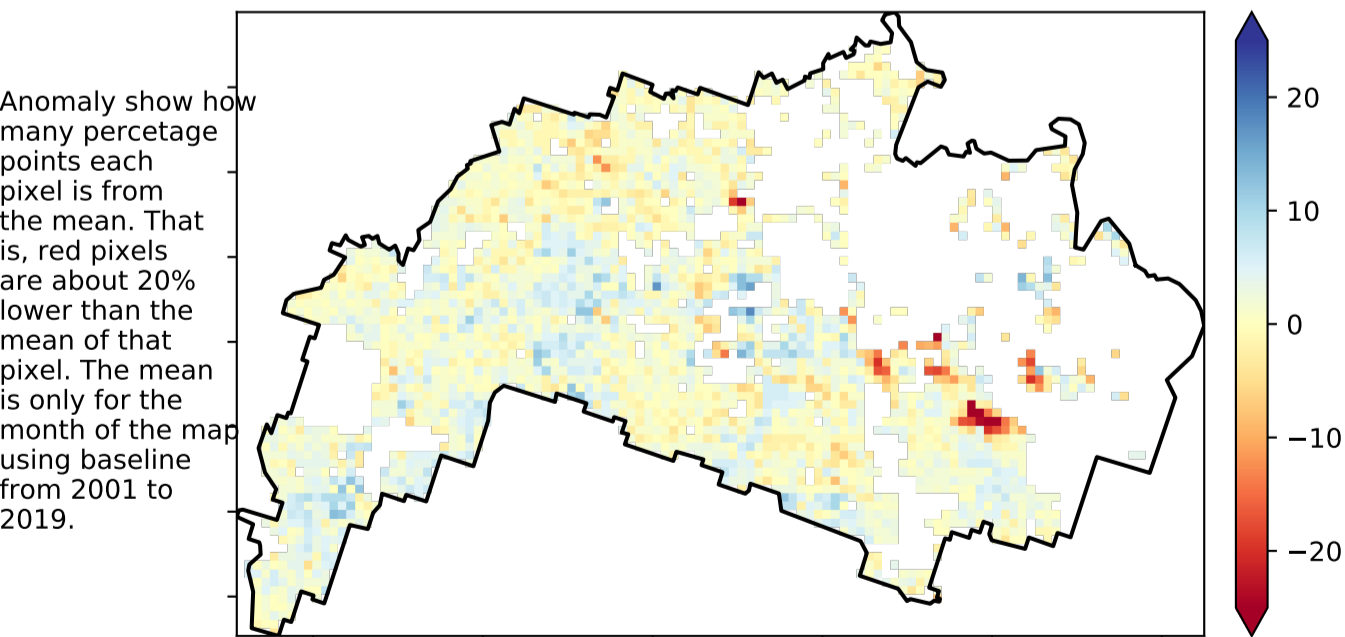 Anomaly show how
many percetage
points each
pixel is from
the mean. That
is, red pixels
are about 20%
lower than the
mean of that
pixel. The mean
is only for the
month of the map
using baseline
from 2001 to
2019.
20
10
0
−10
−20